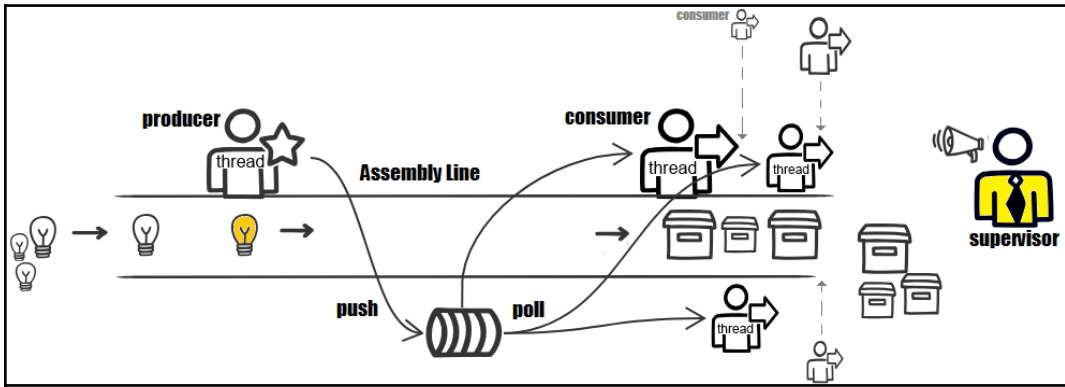 consumer
producer
consumer
thread
thread
thread
Assembly Line
supervisor
push
poll
thread